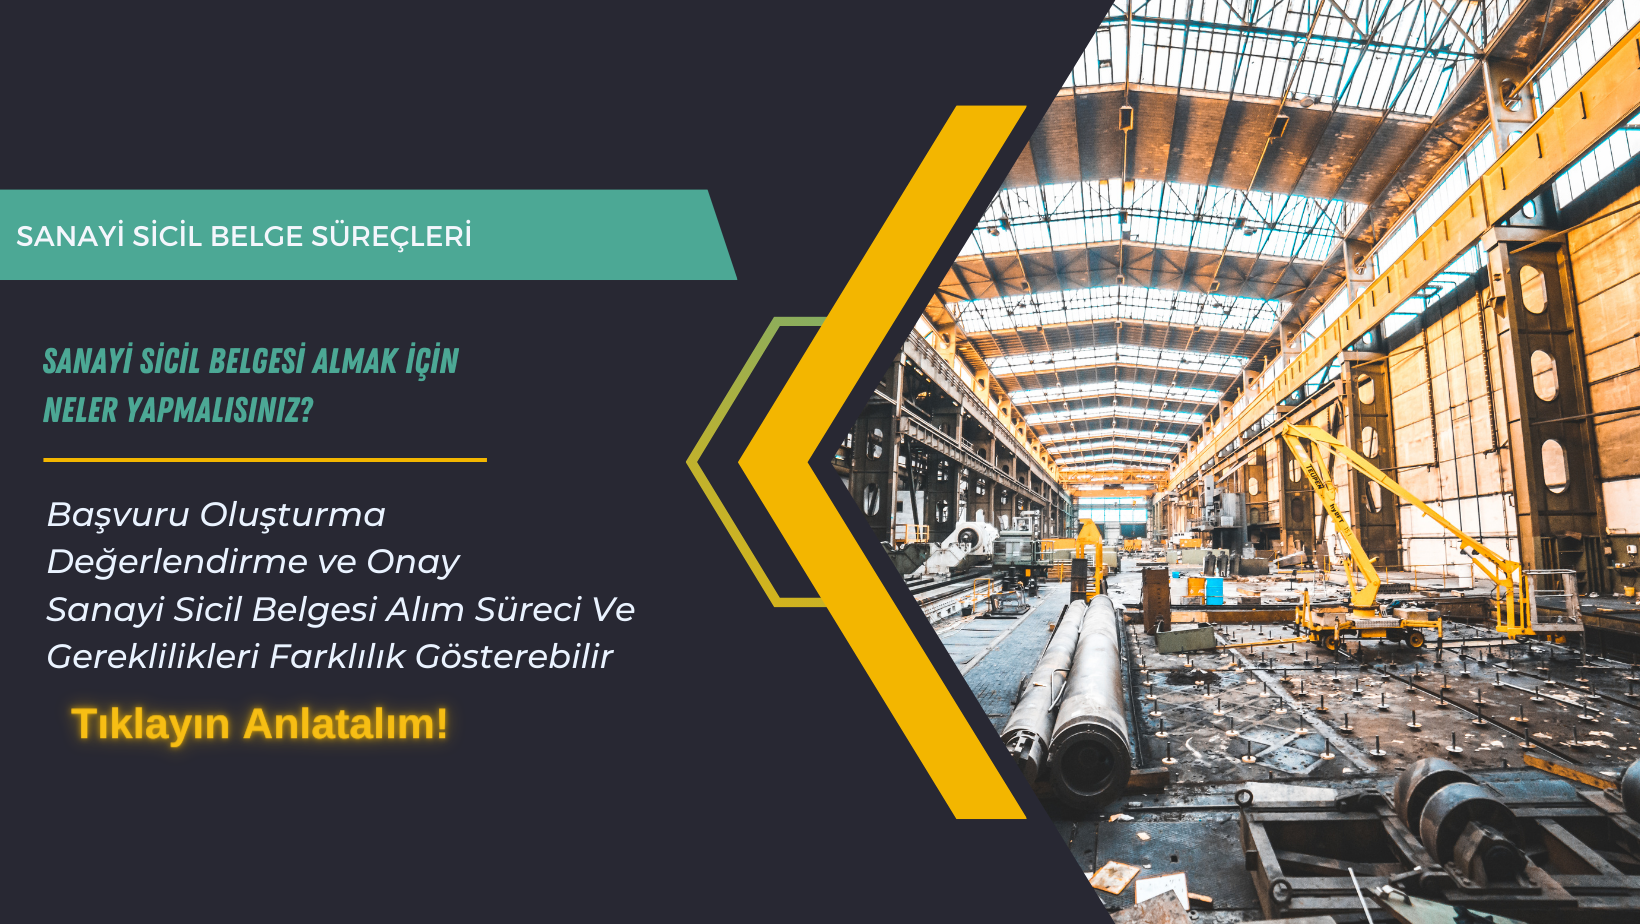 SANAYİ SİCİL BELGE SÜREÇLERİ
SANAYİ SİCİL BELGESİ ALMAK İÇİN
NELER YAPMALISINIZ?
Başvuru Oluşturma
Değerlendirme ve Onay
Sanayi Sicil Belgesi Alım Süreci Ve
Gereklilikleri Farklılık Gösterebilir
Tıklayın Anlatalım!
TEUPEN